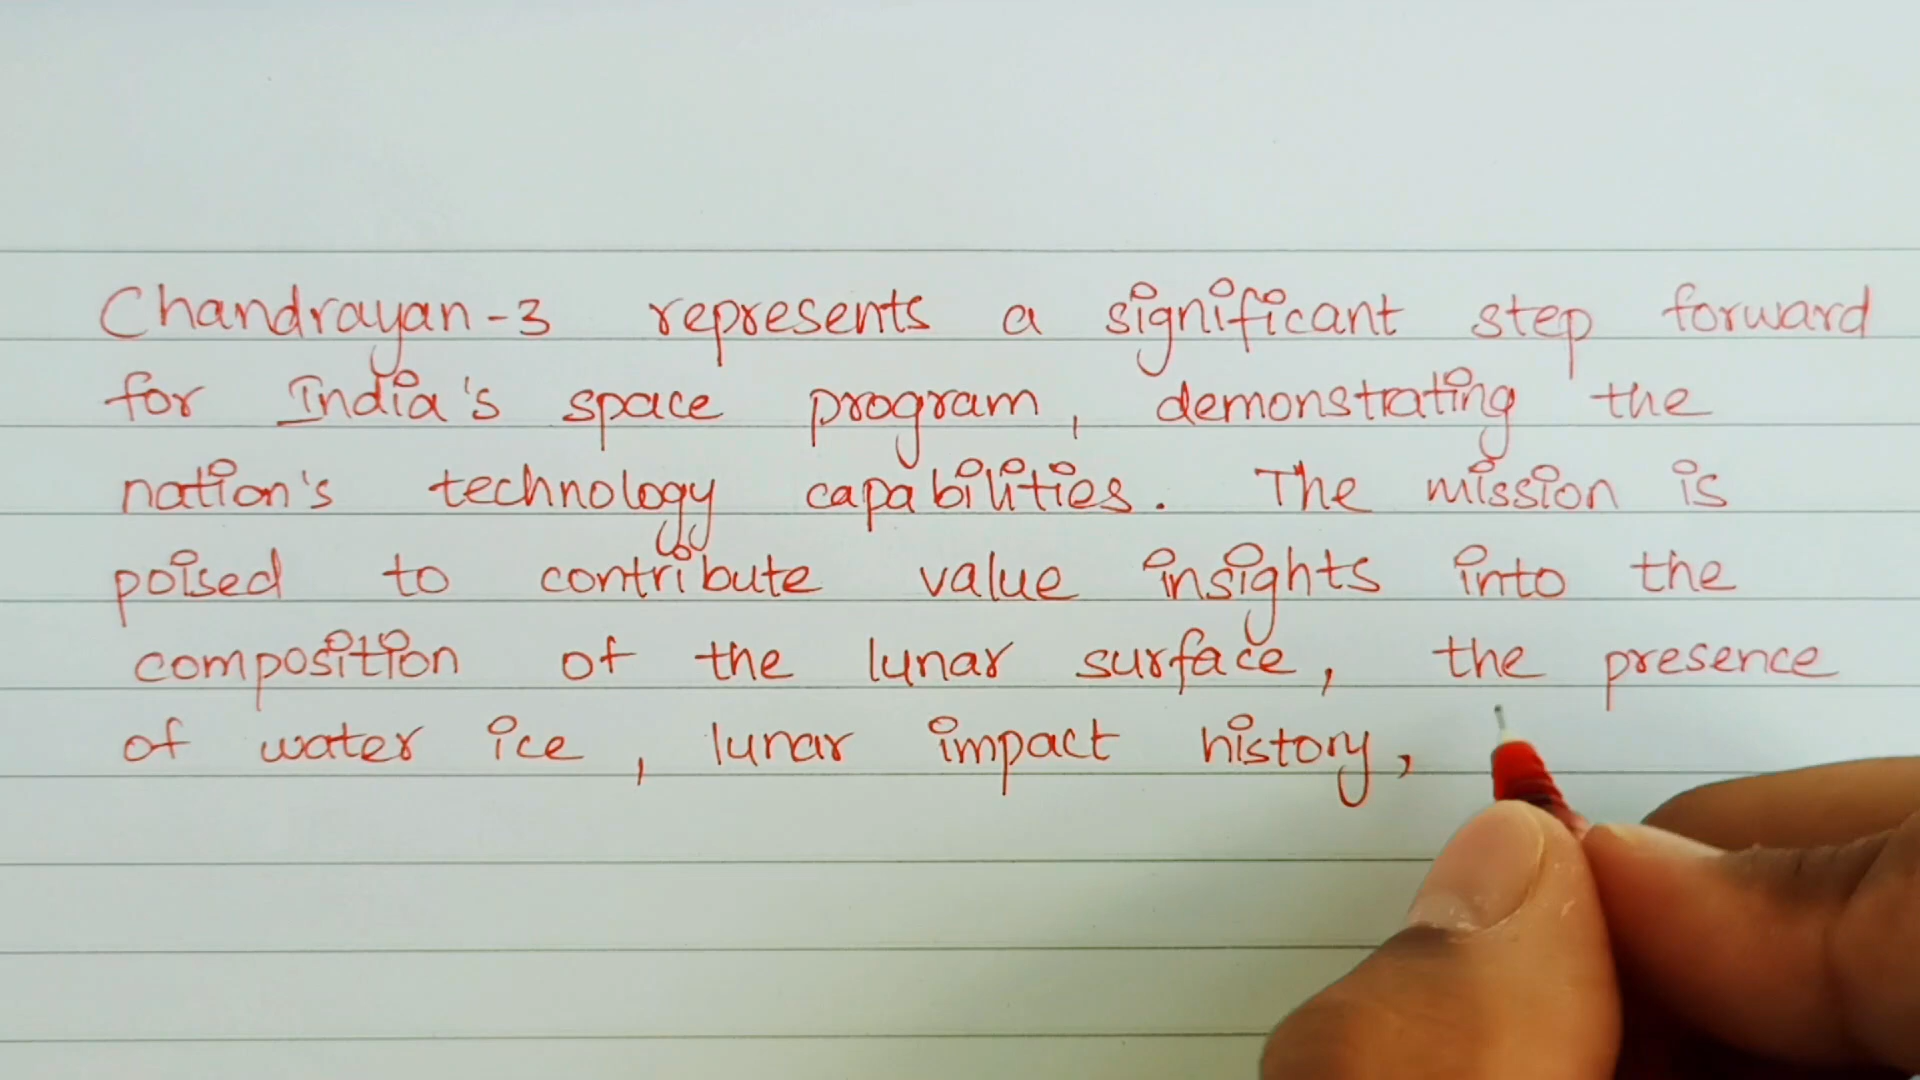 Chandrayan-3 represents a significant step forward
for India's space program, demonstrating the
nation's technology capabilities. The mission is
poised to contribute value insights into the
composition of the lunar surface, the presence
of water ice, lunar impact history,